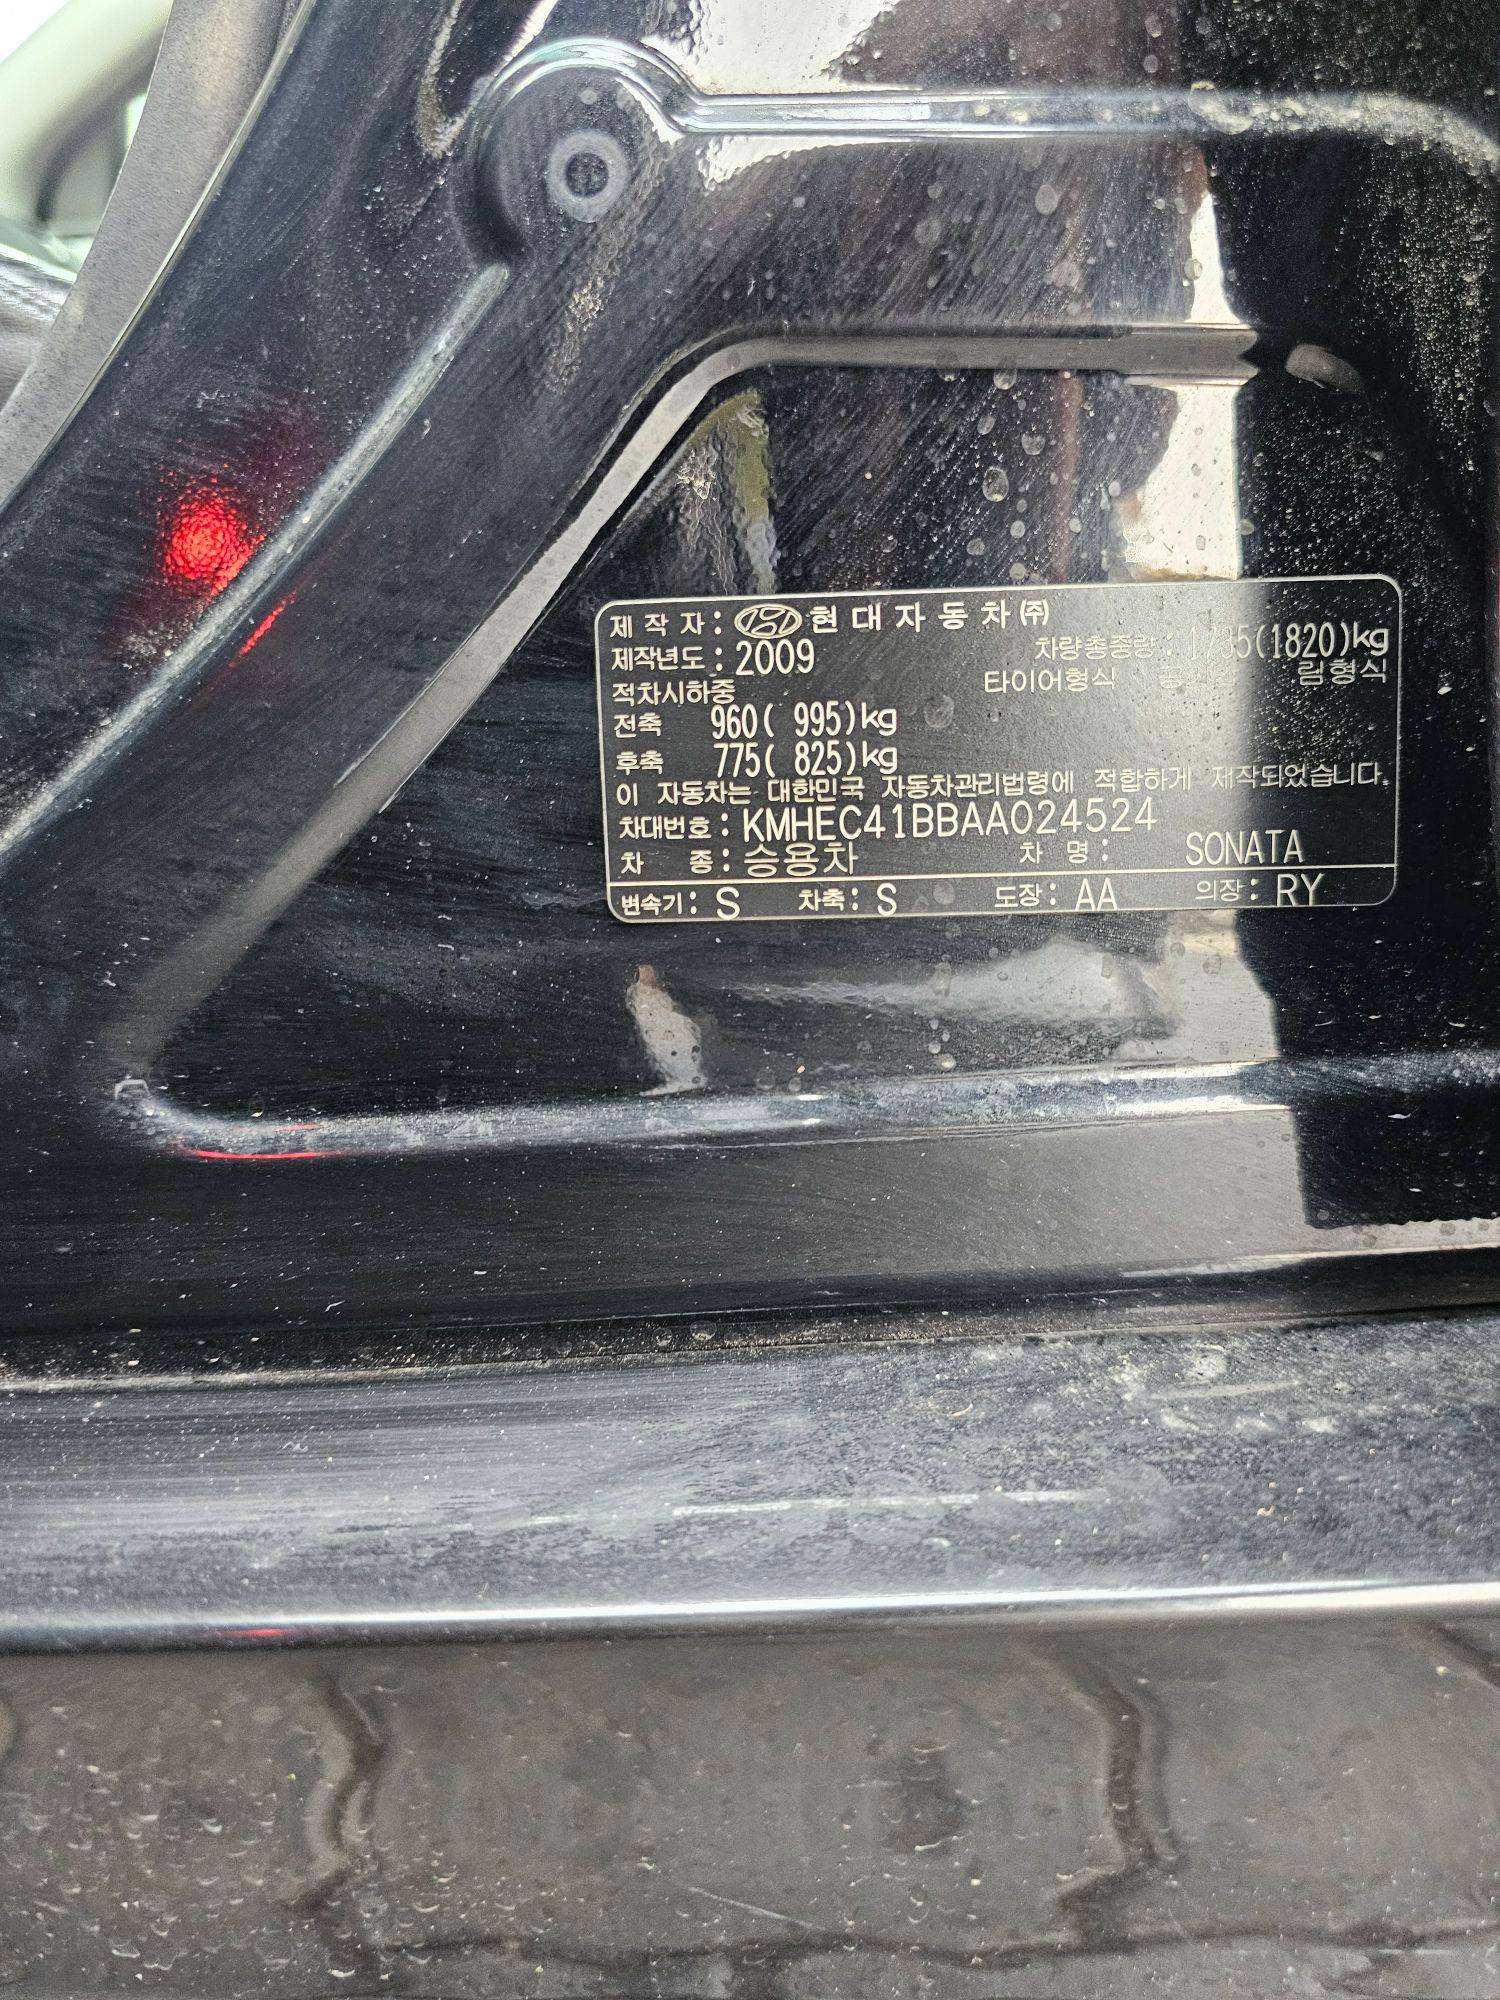 제 작 자 : 현 대 자 동 차 ㈜
제작년도 : 2009 차량총중량 : 1735(1820)kg
적차시하중 타이어형식 림형식
전축 960( 995)kg
후축 775( 825)kg
이 자동차는 대한민국 자동차관리법령에 적합하게 제작되었습니다.
차대번호 : KMHEC41BBAA024524
차 종 : 승용차 차 명 : SONATA
변속기 : S 차축 : S 도장 : AA 의장 : RY